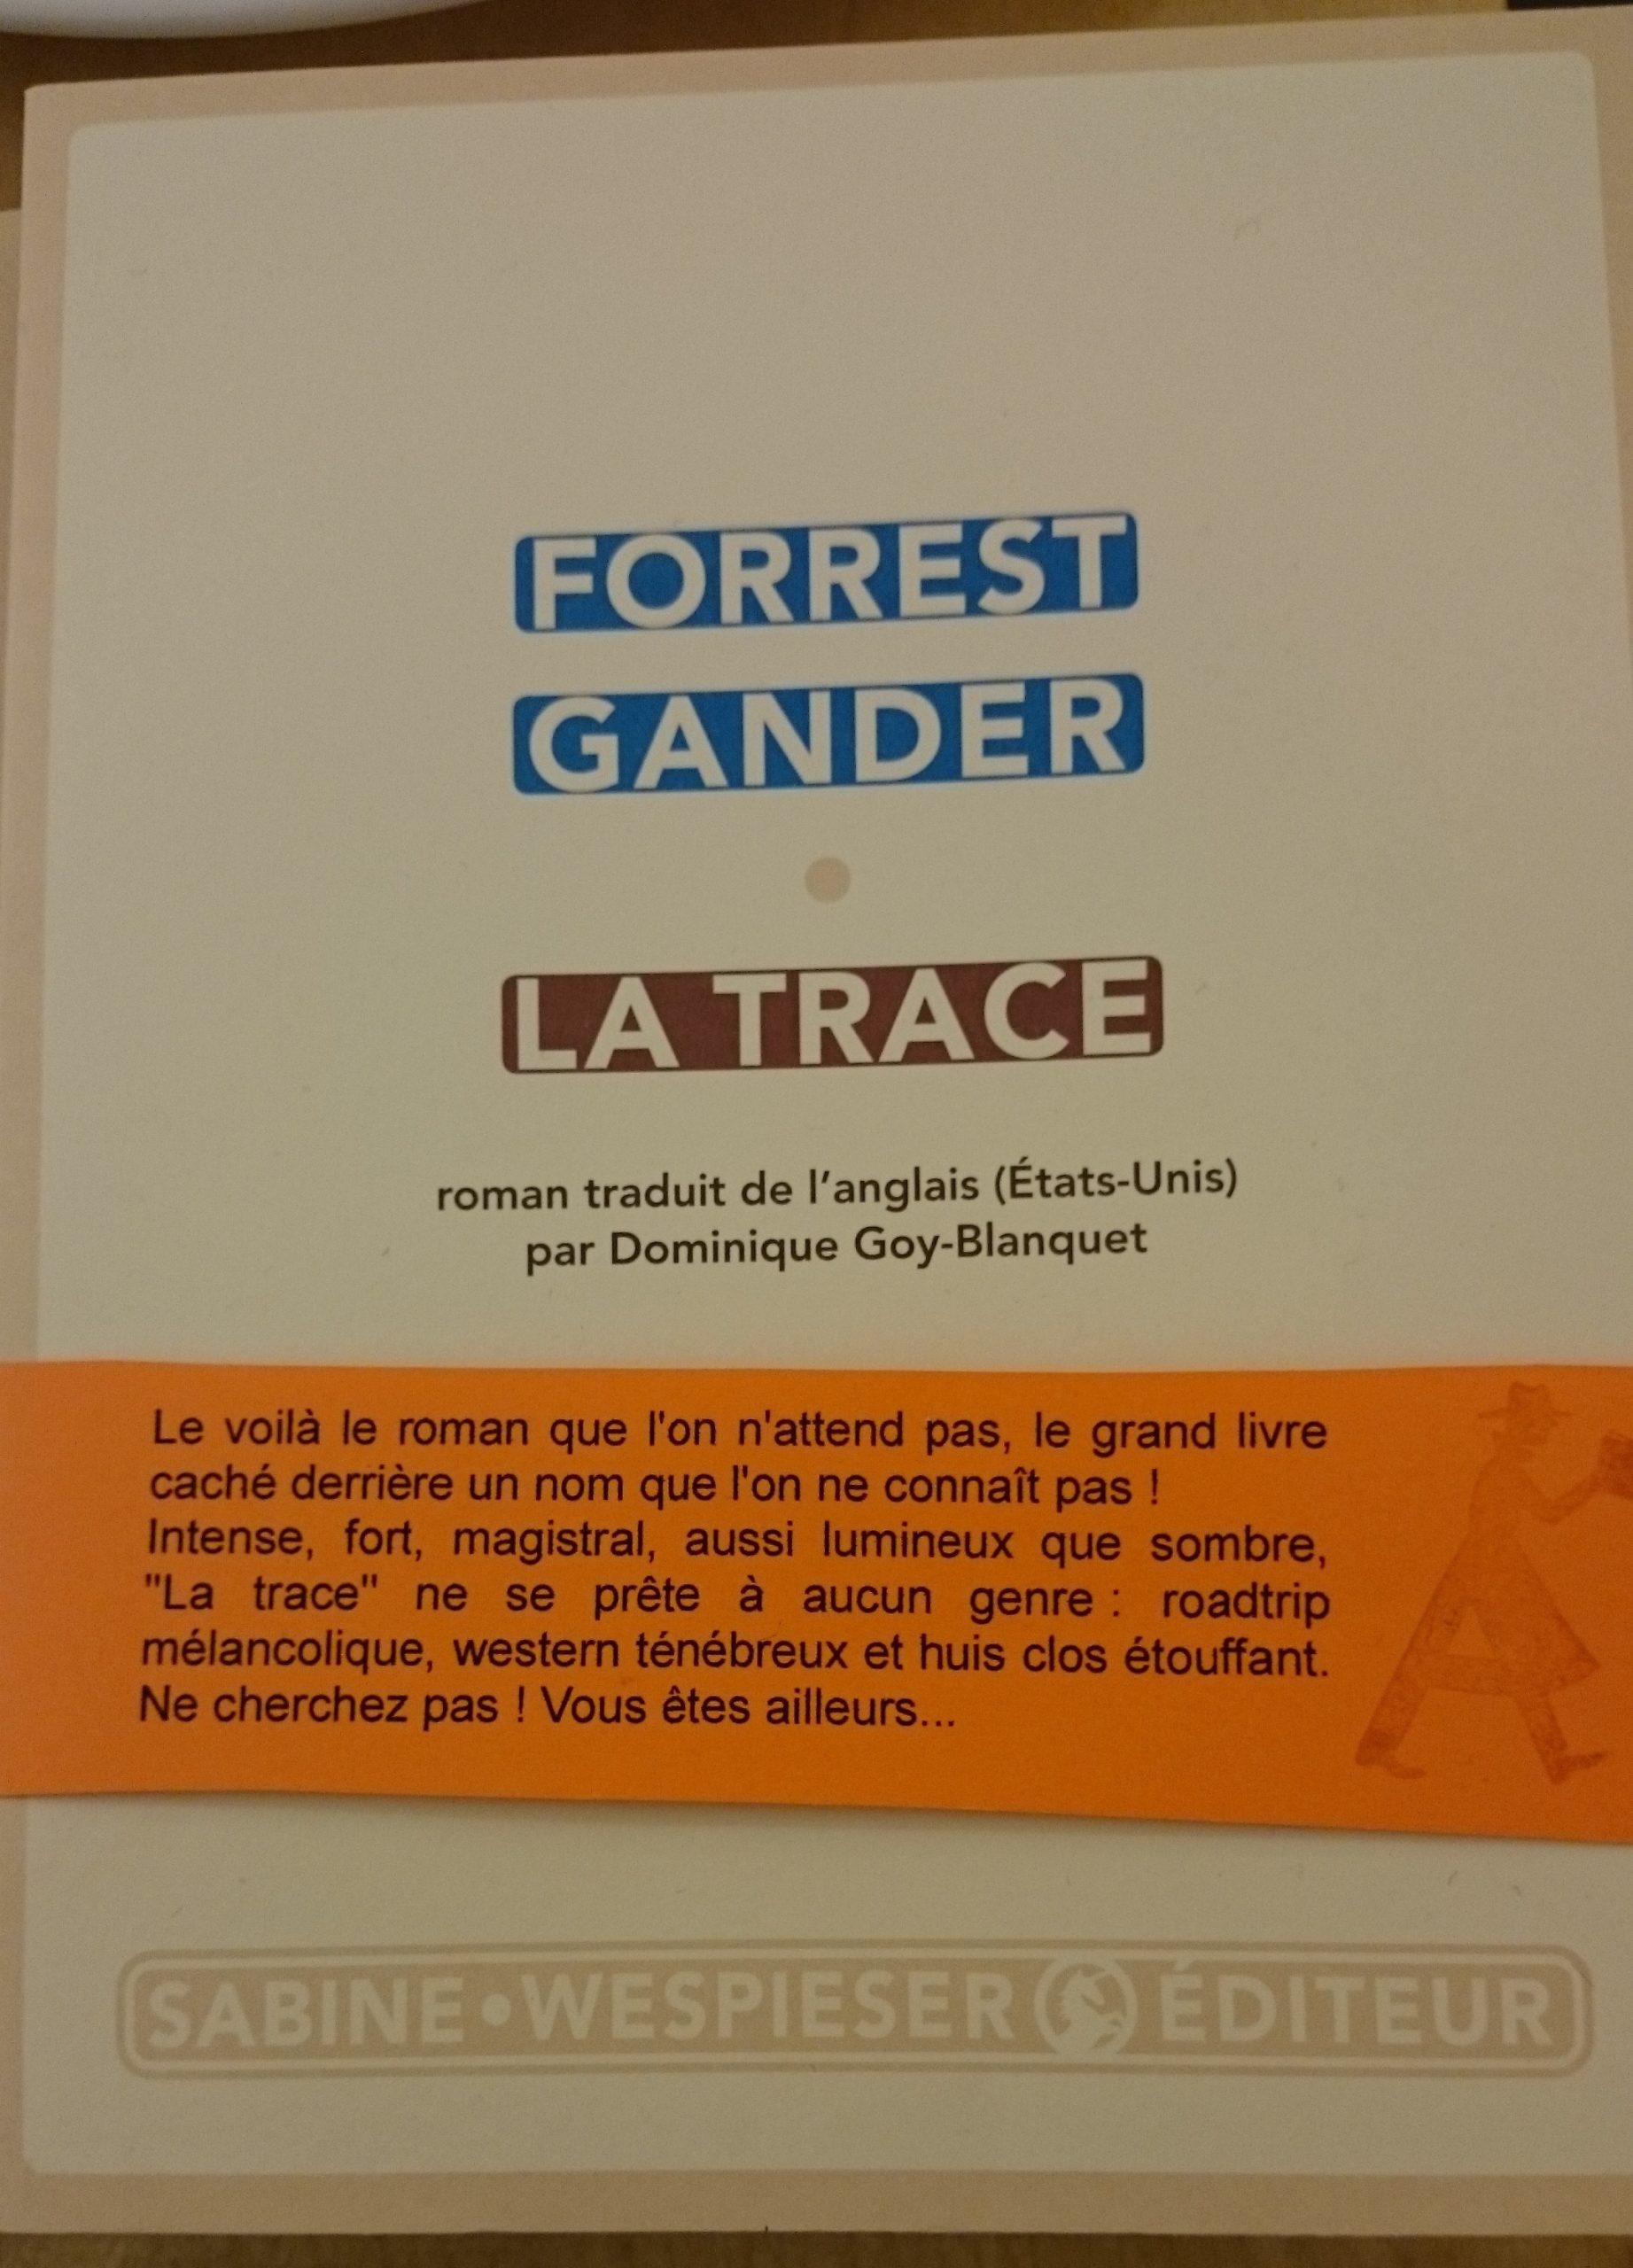 FORREST
GANDER
LA TRACE
roman traduit de l'anglais (États-Unis)
par Dominique Goy-Blanquet
Le voilà le roman que l'on n'attend pas, le grand livre
caché derrière un nom que l'on ne connaît pas !
Intense, fort, magistral, aussi lumineux que sombre,
"La trace" ne se prête à aucun genre : roadtrip
mélancolique, western ténébreux et huis clos étouffant.
Ne cherchez pas ! Vous êtes ailleurs...
SABINE•WESPIESER ÉDITEUR